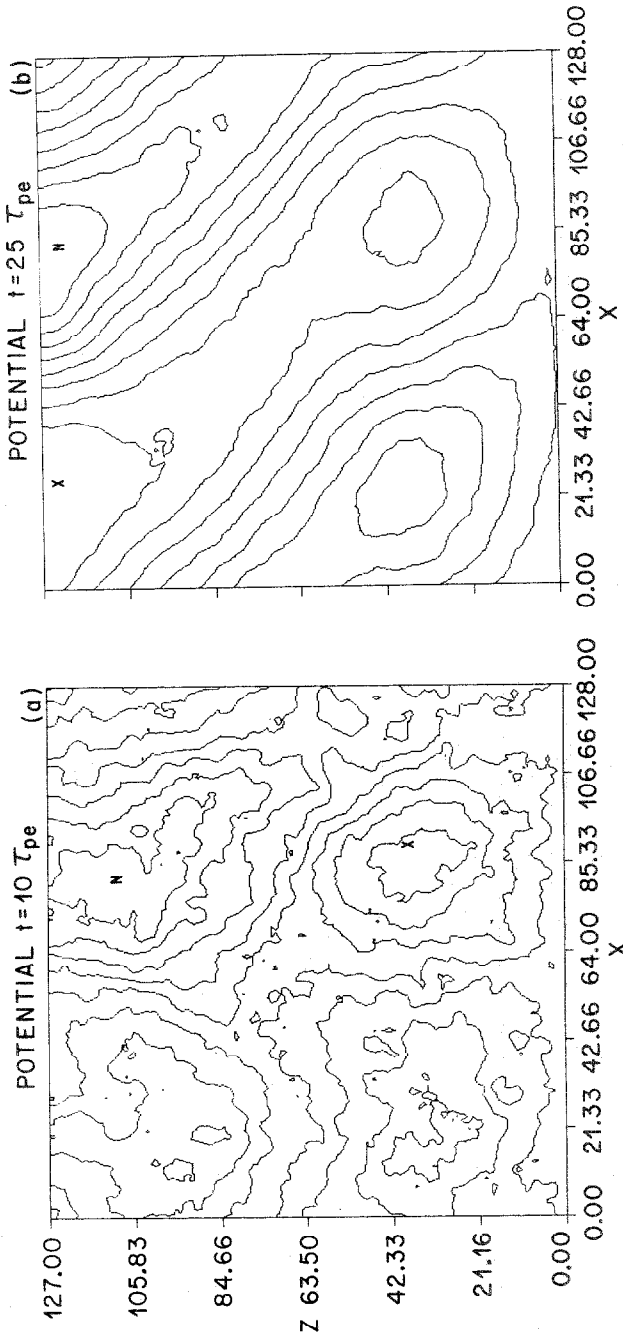 POTENTIAL t=10 τpe (a)
N
X
127.00
105.83
84.66
Z 63.50
42.33
21.16
0.00
0.00 21.33 42.66 64.00 85.33 106.66 128.00
X
POTENTIAL t=25 τpe (b)
X
N
0.00 21.33 42.66 64.00 85.33 106.66 128.00
X